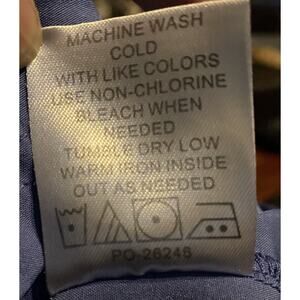 MACHINE WASH
COLD
WITH LIKE COLORS
USE NON-CHLORINE
BLEACH WHEN
NEEDED
TUMBLE DRY LOW
WARM IRON INSIDE
OUT AS NEEDED
PO-26246